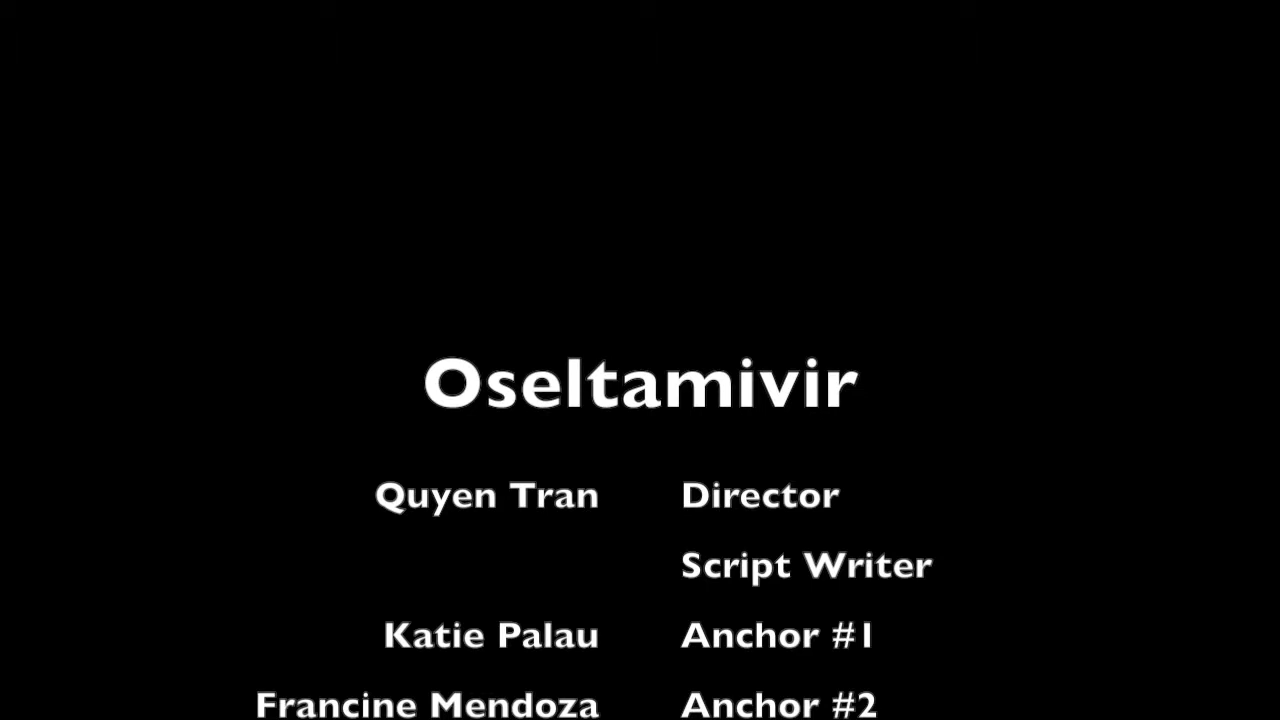 Oseltamivir
Quyen Tran Director
Script Writer
Katie Palau Anchor #1
Francine Mendoza Anchor #2